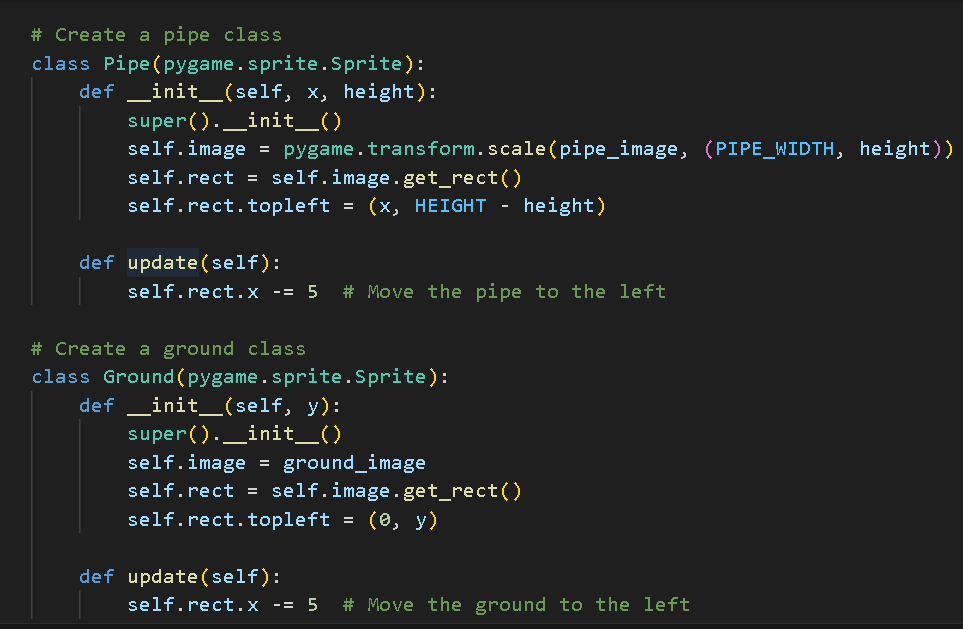 # Create a pipe class
class Pipe(pygame.sprite.Sprite):
    def __init__(self, x, height):
        super().__init__()
        self.image = pygame.transform.scale(pipe_image, (PIPE_WIDTH, height))
        self.rect = self.image.get_rect()
        self.rect.topleft = (x, HEIGHT - height)
    def update(self):
        self.rect.x -= 5  # Move the pipe to the left
# Create a ground class
class Ground(pygame.sprite.Sprite):
    def __init__(self, y):
        super().__init__()
        self.image = ground_image
        self.rect = self.image.get_rect()
        self.rect.topleft = (0, y)
    def update(self):
        self.rect.x -= 5  # Move the ground to the left